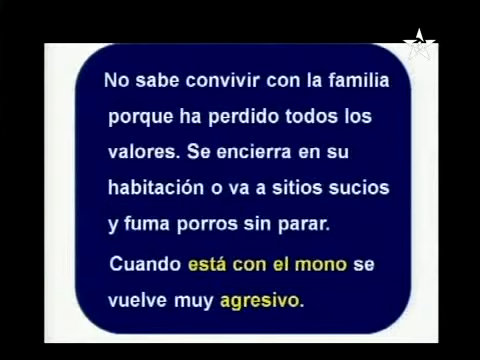 No sabe convivir con la familia
porque ha perdido todos los
valores. Se encierra en su
habitación o va a sitios sucios
y fuma porros sin parar.
Cuando está con el mono se
vuelve muy agresivo.